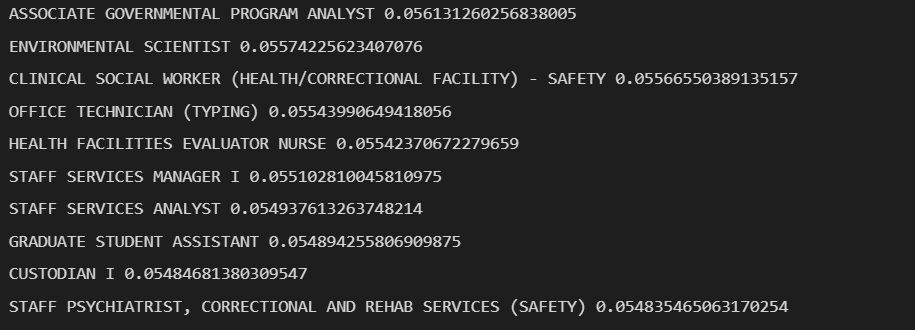 ASSOCIATE GOVERNMENTAL PROGRAM ANALYST 0.056131260256838005
ENVIRONMENTAL SCIENTIST 0.05574225623407076
CLINICAL SOCIAL WORKER (HEALTH/CORRECTIONAL FACILITY) - SAFETY 0.05566550389135157
OFFICE TECHNICIAN (TYPING) 0.05543990649418056
HEALTH FACILITIES EVALUATOR NURSE 0.05542370672279659
STAFF SERVICES MANAGER I 0.055102810045810975
STAFF SERVICES ANALYST 0.054937613263748214
GRADUATE STUDENT ASSISTANT 0.054894255806909875
CUSTODIAN I 0.05484681380309547
STAFF PSYCHIATRIST, CORRECTIONAL AND REHAB SERVICES (SAFETY) 0.054835465063170254